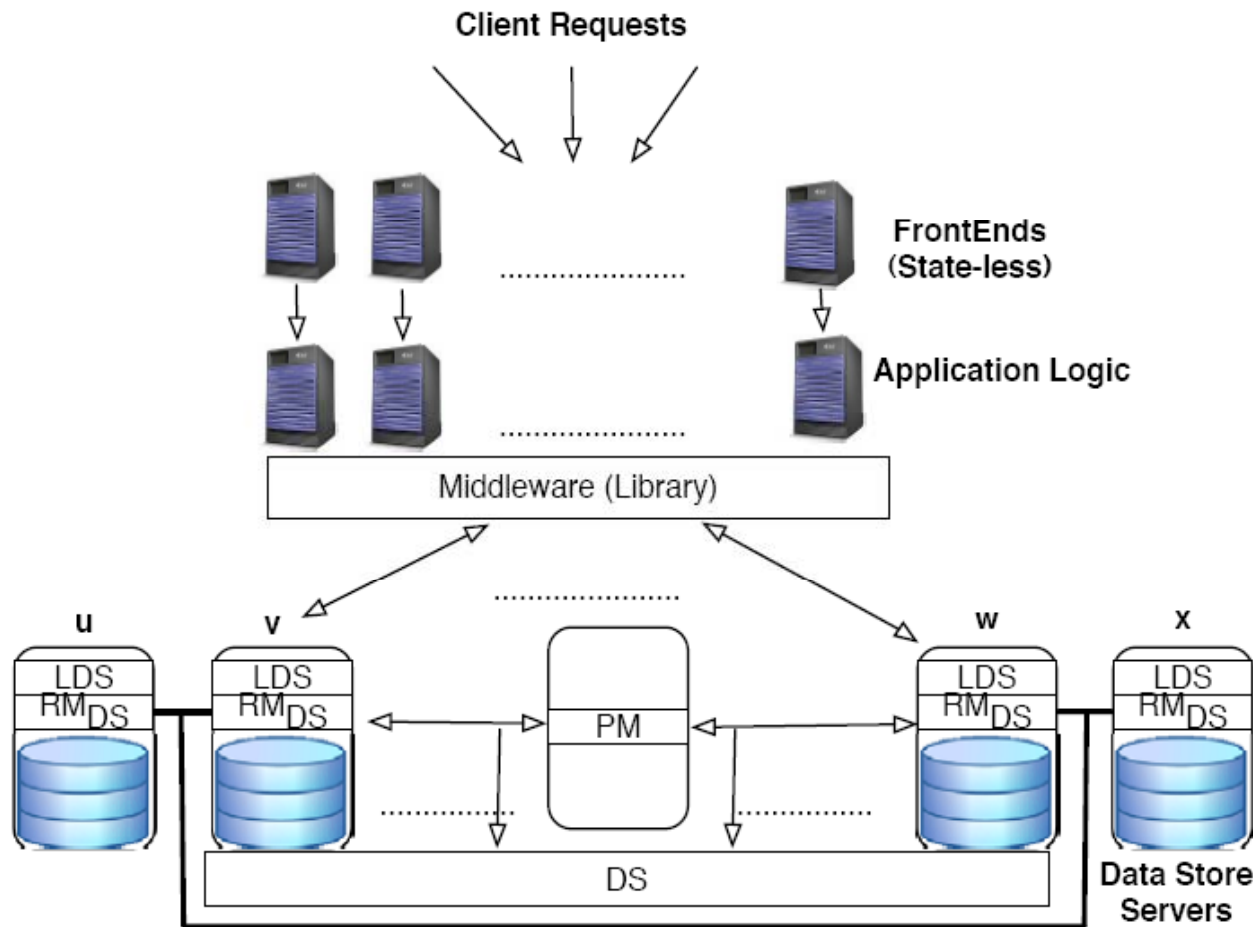 Client Requests
FrontEnds
(State-less)
Application Logic
Middleware (Library)
u
v
w
x
LDS
LDS
LDS
LDS
RMDS
RMDS
PM
RMDS
RMDS
DS
Data Store
Servers